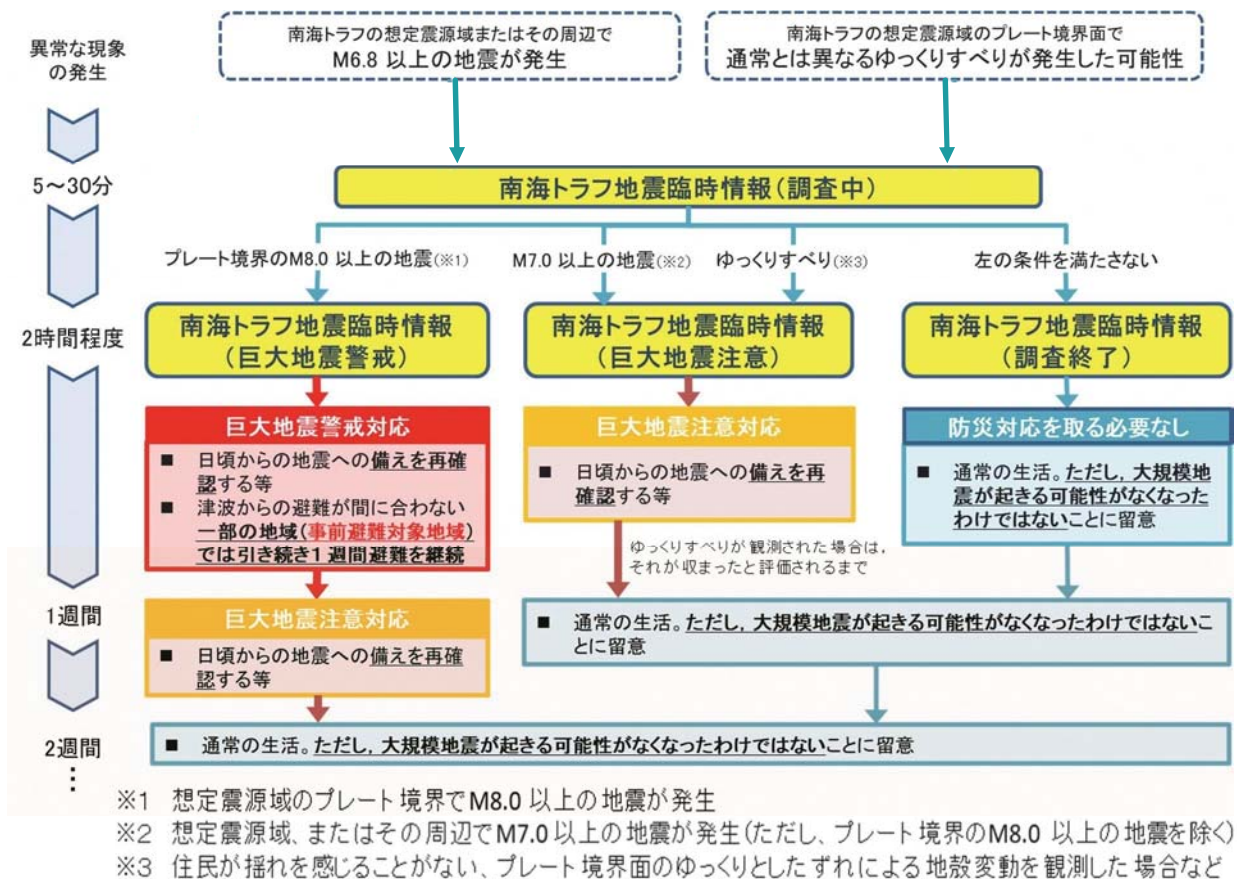 異常な現象
の発生
南海トラフの想定震源域またはその周辺で
M6.8 以上の地震が発生
南海トラフの想定震源域のプレート境界面で
通常とは異なるゆっくりすべりが発生した可能性
5～30分
南海トラフ地震臨時情報(調査中)
プレート境界のM8.0 以上の地震(※1)
M7.0 以上の地震(※2)
ゆっくりすべり(※3)
左の条件を満たさない
2時間程度
南海トラフ地震臨時情報
(巨大地震警戒)
南海トラフ地震臨時情報
(巨大地震注意)
南海トラフ地震臨時情報
(調査終了)
巨大地震警戒対応
■ 日頃からの地震への備えを再確
認する等
■ 津波からの避難が間に合わない
一部の地域(事前避難対象地域)
では引き続き1週間避難を継続
巨大地震注意対応
■ 日頃からの地震への備えを再
確認する等
防災対応を取る必要なし
■ 通常の生活。ただし，大規模地
震が起きる可能性がなくなった
わけではないことに留意
ゆっくりすべりが観測された場合は，
それが収まったと評価されるまで
1週間
巨大地震注意対応
■ 日頃からの地震への備えを再確
認する等
■ 通常の生活。ただし，大規模地震が起きる可能性がなくなったわけではないこ
とに留意
2週間
⋮
■ 通常の生活。ただし，大規模地震が起きる可能性がなくなったわけではないことに留意
※1 想定震源域のプレート境界でM8.0 以上の地震が発生
※2 想定震源域、またはその周辺でM7.0 以上の地震が発生(ただし、プレート境界のM8.0 以上の地震を除く)
※3 住民が揺れを感じることがない、プレート境界面のゆっくりとしたずれによる地殻変動を観測した場合など